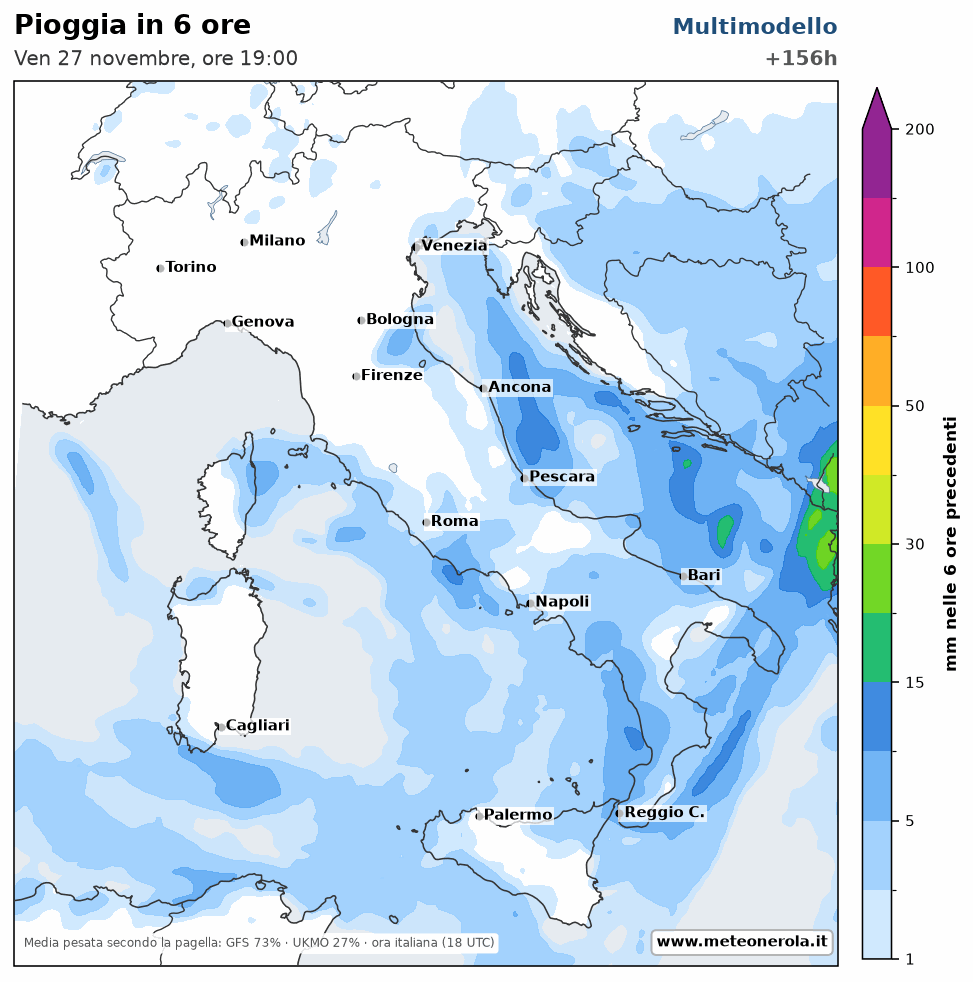 Pioggia in 6 ore
Multimodello
Ven 27 novembre, ore 19:00
+156h
200
100
50
30
15
5
1
mm nelle 6 ore precedenti
Milano
Venezia
Torino
Genova
Bologna
Firenze
Ancona
Pescara
Roma
Bari
Napoli
Cagliari
Palermo
Reggio C.
Media pesata secondo la pagella: GFS 73% · UKMO 27% · ora italiana (18 UTC)
www.meteonerola.it